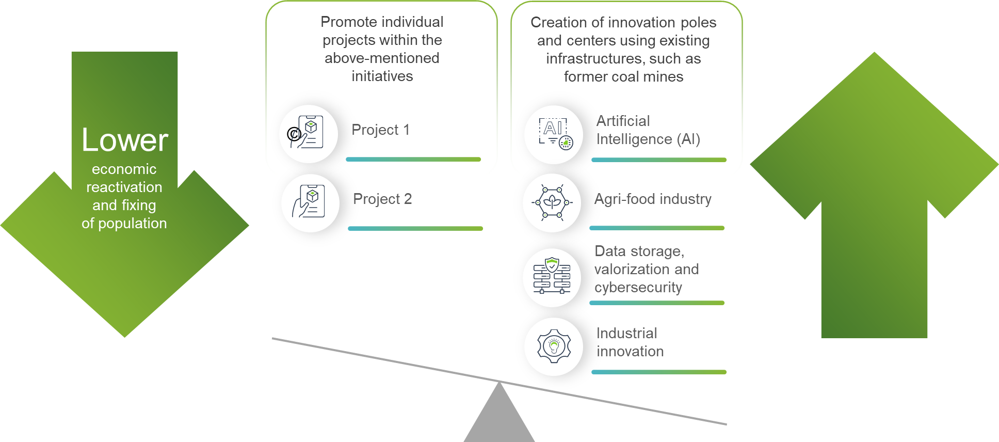 Lower
economic
reactivation
and fixing
of population
Promote individual
projects within the
above-mentioned
initiatives
©
Project 1
Project 2
Creation of innovation poles
and centers using existing
infrastructures, such as
former coal mines
AI
Artificial
Intelligence (AI)
Agri-food industry
Data storage,
valorization and
cybersecurity
Industrial
innovation